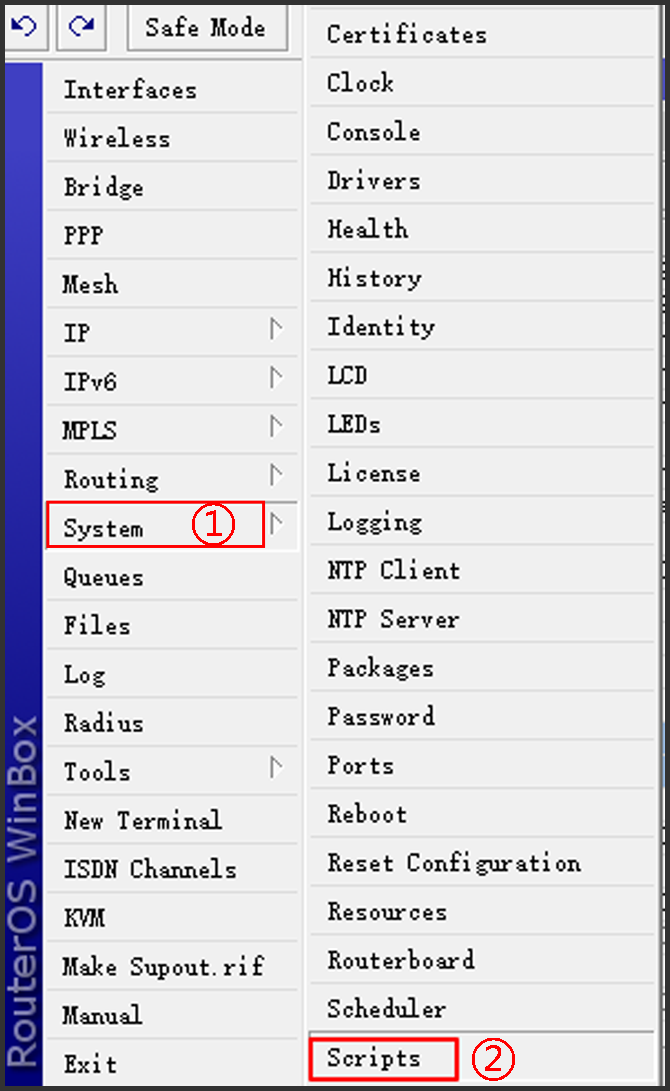 Safe Mode
Interfaces
Wireless
Bridge
PPP
Mesh
IP
IPv6
MPLS
Routing
System ①
Queues
Files
Log
Radius
Tools
New Terminal
ISDN Channels
KVM
Make Supout.rif
Manual
Exit
RouterOS WinBox
Certificates
Clock
Console
Drivers
Health
History
Identity
LCD
LEDs
License
Logging
NTP Client
NTP Server
Packages
Password
Ports
Reboot
Reset Configuration
Resources
Routerboard
Scheduler
Scripts ②